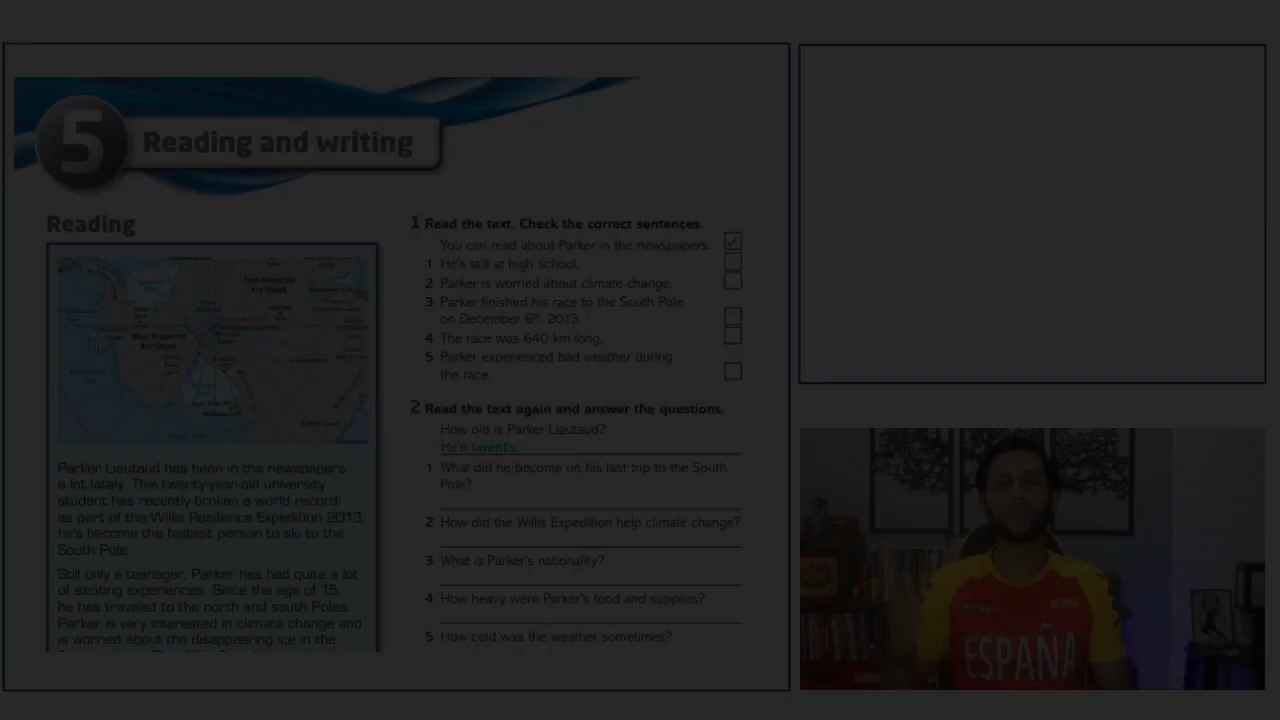 5
Reading and writing
Reading
Parker Liautaud has been in the newspapers
a lot lately. This twenty-year-old university
student has recently broken a world record:
as part of the Willis Resilience Expedition 2013,
he's become the fastest person to ski to the
South Pole.
Still only a teenager, Parker has had quite a lot
of exciting experiences. Since the age of 15,
he has traveled to the north and south Poles.
Parker is very interested in climate change and
is worried about the disappearing ice in the
1 Read the text. Check the correct sentences.
You can read about Parker in the newspapers. ✓
1 He's still at high school.
2 Parker is worried about climate change.
3 Parker finished his race to the South Pole
on December 6th, 2013.
4 The race was 640 km long.
5 Parker experienced bad weather during
the race.
2 Read the text again and answer the questions.
How old is Parker Liautaud?
He's twenty.
1 What did he become on his last trip to the South
Pole?
2 How did the Willis Expedition help climate change?
3 What is Parker's nationality?
4 How heavy were Parker's food and supplies?
5 How cold was the weather sometimes?
ESPAÑA